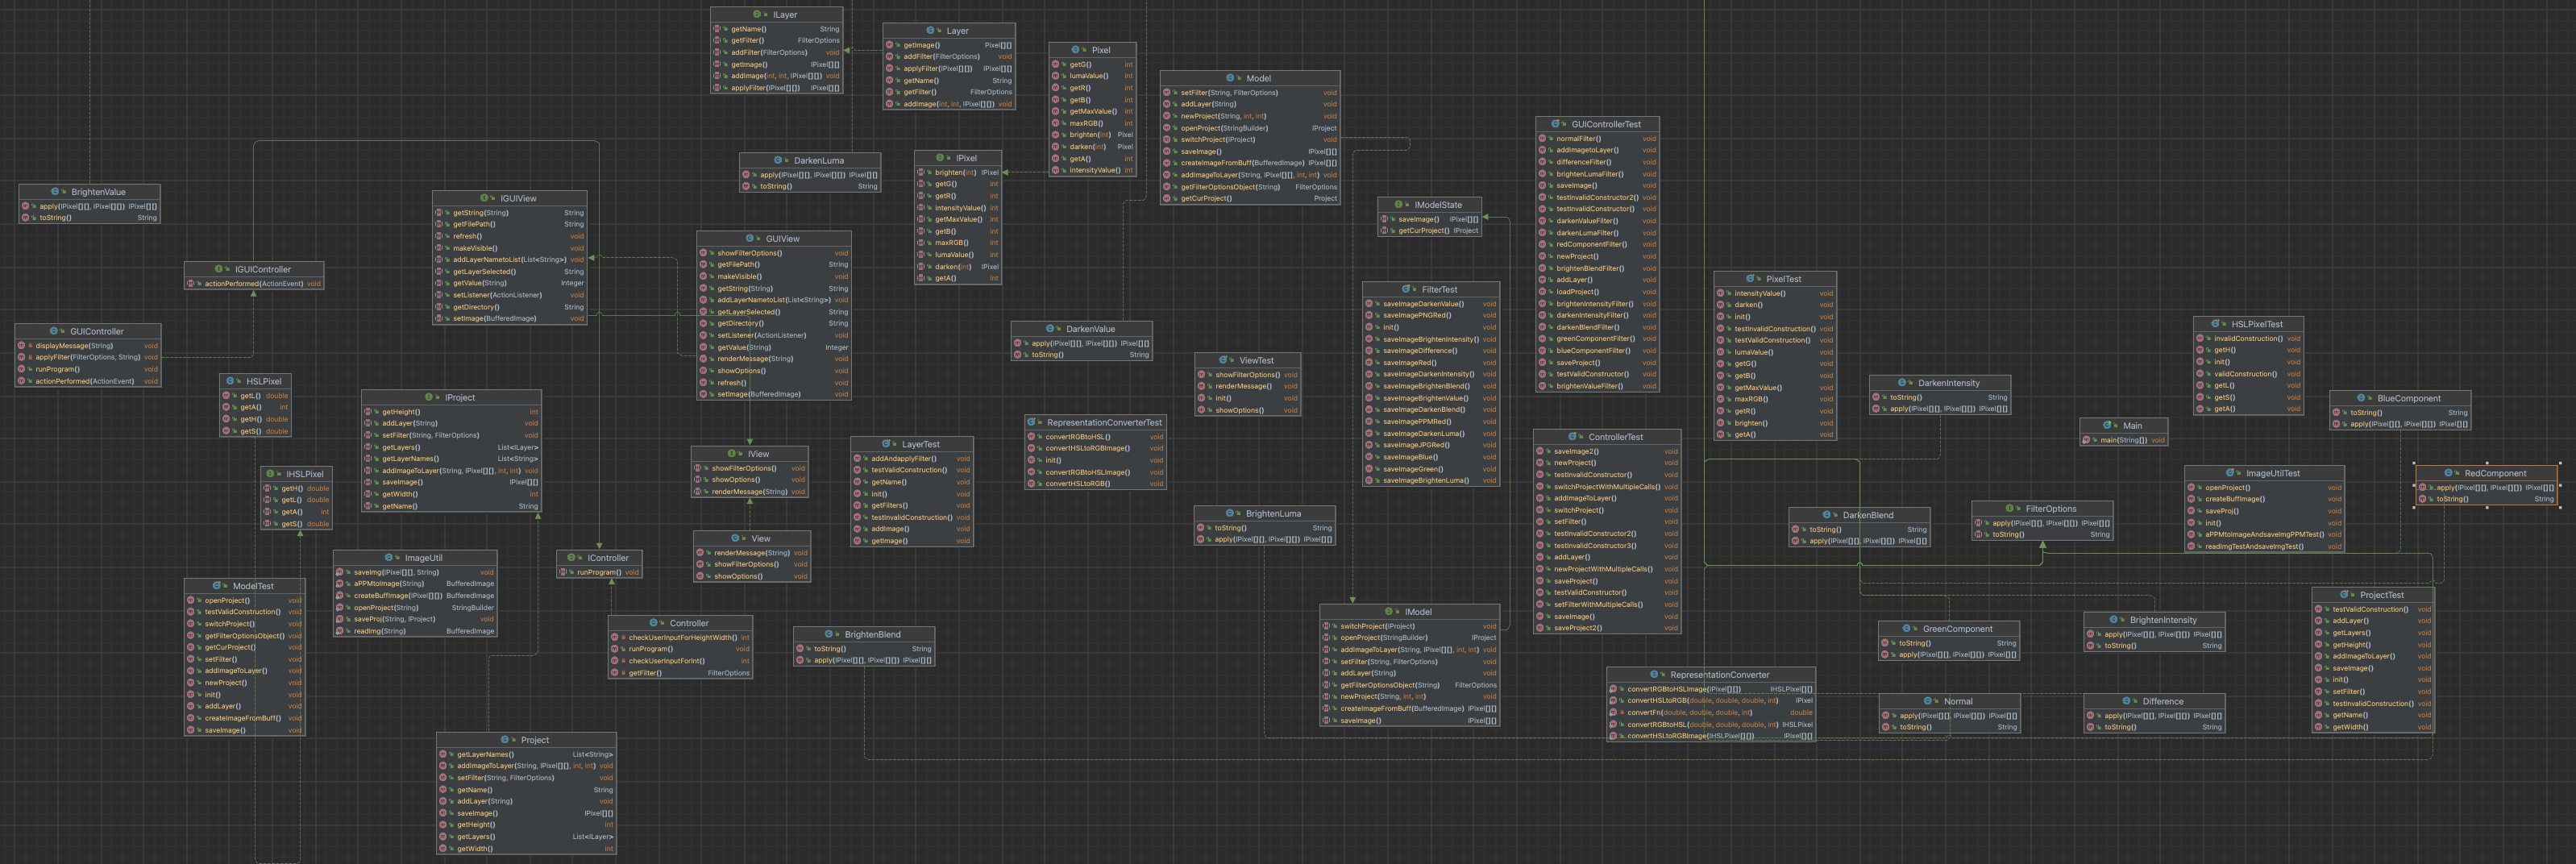 ILayer
getName() String
getFilter() FilterOptions
addFilter(FilterOptions) void
getImage() IPixel[][]
addImage(int, int, IPixel[][]) void
applyFilter(IPixel[][]) IPixel[][]
Layer
getImage() Pixel[][]
addFilter(FilterOptions) void
applyFilter(IPixel[][]) IPixel[][]
getName() String
getFilter() FilterOptions
addImage(int, int, IPixel[][]) void
Pixel
getG() int
lumaValue() int
getR() int
getB() int
getMaxValue() int
maxRGB() int
brighten(int) Pixel
darken(int) Pixel
getA() int
intensityValue() int
Model
setFilter(String, FilterOptions) void
addLayer(String) void
newProject(String, int, int) void
openProject(StringBuilder) IProject
switchProject(IProject) void
saveImage() IPixel[][]
createImageFromBuff(BufferedImage) IPixel[][]
addImageToLayer(String, IPixel[][], int, int) void
getFilterOptionsObject(String) FilterOptions
getCurProject() Project
GUIControllerTest
normalFilter() void
addImagetoLayer() void
differenceFilter() void
brightenLumaFilter() void
saveImage() void
testInvalidConstructor2() void
testInvalidConstructor() void
darkenValueFilter() void
darkenLumaFilter() void
redComponentFilter() void
newProject() void
brightenBlendFilter() void
addLayer() void
loadProject() void
brightenIntensityFilter() void
darkenIntensityFilter() void
darkenBlendFilter() void
greenComponentFilter() void
blueComponentFilter() void
saveProject() void
testValidConstructor() void
brightenValueFilter() void
DarkenLuma
apply(IPixel[][], IPixel[][]) IPixel[][]
toString() String
IPixel
brighten(int) IPixel
getG() int
getR() int
intensityValue() int
getMaxValue() int
getB() int
maxRGB() int
lumaValue() int
darken(int) IPixel
getA() int
BrightenValue
apply(IPixel[][], IPixel[][]) IPixel[][]
toString() String
IGUIView
getString(String) String
getFilePath() String
refresh() void
makeVisible() void
addLayerNametoList(List<String>) void
getLayerSelected() String
getValue(String) Integer
setListener(ActionListener) void
getDirectory() String
setImage(BufferedImage) void
IModelState
saveImage() IPixel[][]
getCurProject() IProject
GUIView
showFilterOptions() void
getFilePath() String
makeVisible() void
getString(String) String
addLayerNametoList(List<String>) void
getLayerSelected() String
getDirectory() String
setListener(ActionListener) void
getValue(String) Integer
renderMessage(String) void
showOptions() void
refresh() void
setImage(BufferedImage) void
IGUIController
actionPerformed(ActionEvent) void
PixelTest
intensityValue() void
darken() void
init() void
testInvalidConstruction() void
testValidConstruction() void
lumaValue() void
getG() void
getB() void
getMaxValue() void
maxRGB() void
getR() void
brighten() void
getA() void
FilterTest
saveImageDarkenValue() void
saveImagePNGRed() void
init() void
saveImageBrightenIntensity() void
saveImageDifference() void
saveImageRed() void
saveImageDarkenIntensity() void
saveImageBrightenBlend() void
saveImageBrightenValue() void
saveImageDarkenBlend() void
saveImagePPMRed() void
saveImageDarkenLuma() void
saveImageJPGRed() void
saveImageBlue() void
saveImageGreen() void
saveImageBrightenLuma() void
GUIController
displayMessage(String) void
applyFilter(FilterOptions, String) void
runProgram() void
actionPerformed(ActionEvent) void
DarkenValue
apply(IPixel[][], IPixel[][]) IPixel[][]
toString() String
HSLPixelTest
invalidConstruction() void
getH() void
init() void
validConstruction() void
getL() void
getS() void
getA() void
ViewTest
showFilterOptions() void
renderMessage() void
init() void
showOptions() void
HSLPixel
getL() double
getA() int
getH() double
getS() double
DarkenIntensity
toString() String
apply(IPixel[][], IPixel[][]) IPixel[][]
IProject
getHeight() int
addLayer(String) void
setFilter(String, FilterOptions) void
getLayers() List<ILayer>
getLayerNames() List<String>
addImageToLayer(String, IPixel[][], int, int) void
saveImage() IPixel[][]
getWidth() int
getName() String
BlueComponent
toString() String
apply(IPixel[][], IPixel[][]) IPixel[][]
RepresentationConverterTest
convertRGBtoHSL() void
convertHSLtoRGBImage() void
init() void
convertRGBtoHSLImage() void
convertHSLtoRGB() void
Main
main(String[]) void
ControllerTest
saveImage2() void
newProject() void
testInvalidConstructor() void
switchProjectWithMultipleCalls() void
addImageToLayer() void
switchProject() void
setFilter() void
testInvalidConstructor2() void
testInvalidConstructor3() void
addLayer() void
newProjectWithMultipleCalls() void
saveProject() void
testValidConstructor() void
setFilterWithMultipleCalls() void
saveImage() void
saveProject2() void
LayerTest
addAndapplyFilter() void
testValidConstruction() void
getName() void
init() void
getFilters() void
testInvalidConstruction() void
addImage() void
getImage() void
IView
showFilterOptions() void
showOptions() void
renderMessage(String) void
IHSLPixel
getH() double
getL() double
getA() int
getS() double
ImageUtilTest
openProject() void
createBuffImage() void
saveProj() void
init() void
aPPMtoImageAndsaveImgPPMTest() void
readImgTestAndsaveImgTest() void
RedComponent
apply(IPixel[][], IPixel[][]) IPixel[][]
toString() String
BrightenLuma
toString() String
apply(IPixel[][], IPixel[][]) IPixel[][]
DarkenBlend
toString() String
apply(IPixel[][], IPixel[][]) IPixel[][]
FilterOptions
apply(IPixel[][], IPixel[][]) IPixel[][]
toString() String
View
renderMessage(String) void
showFilterOptions() void
showOptions() void
ImageUtil
saveImg(IPixel[][], String) void
aPPMtoImage(String) BufferedImage
createBuffImage(IPixel[][]) BufferedImage
openProject(String) StringBuilder
saveProj(String, IProject) void
readImg(String) BufferedImage
IController
runProgram() void
ModelTest
openProject() void
testValidConstruction() void
switchProject() void
getFilterOptionsObject() void
getCurProject() void
setFilter() void
addImageToLayer() void
newProject() void
init() void
addLayer() void
createImageFromBuff() void
saveImage() void
ProjectTest
testValidConstruction() void
addLayer() void
getLayers() void
getHeight() void
addImageToLayer() void
saveImage() void
init() void
setFilter() void
testInvalidConstruction() void
getName() void
getWidth() void
IModel
switchProject(IProject) void
openProject(StringBuilder) IProject
addImageToLayer(String, IPixel[][], int, int) void
setFilter(String, FilterOptions) void
addLayer(String) void
getFilterOptionsObject(String) FilterOptions
newProject(String, int, int) void
createImageFromBuff(BufferedImage) IPixel[][]
saveImage() IPixel[][]
Controller
checkUserInputForHeightWidth() int
runProgram() void
checkUserInputForInt() int
getFilter() FilterOptions
BrightenBlend
toString() String
apply(IPixel[][], IPixel[][]) IPixel[][]
GreenComponent
toString() String
apply(IPixel[][], IPixel[][]) IPixel[][]
BrightenIntensity
apply(IPixel[][], IPixel[][]) IPixel[][]
toString() String
RepresentationConverter
convertRGBtoHSLImage(IPixel[][]) IHSLPixel[][]
convertHSLtoRGB(double, double, double, int) IPixel
convertFn(double, double, double, int) double
convertRGBtoHSL(double, double, double, int) IHSLPixel
convertHSLtoRGBImage(IHSLPixel[][]) IPixel[][]
Normal
apply(IPixel[][], IPixel[][]) IPixel[][]
toString() String
Difference
apply(IPixel[][], IPixel[][]) IPixel[][]
toString() String
Project
getLayerNames() List<String>
addImageToLayer(String, IPixel[][], int, int) void
setFilter(String, FilterOptions) void
getName() String
addLayer(String) void
saveImage() IPixel[][]
getHeight() int
getLayers() List<ILayer>
getWidth() int